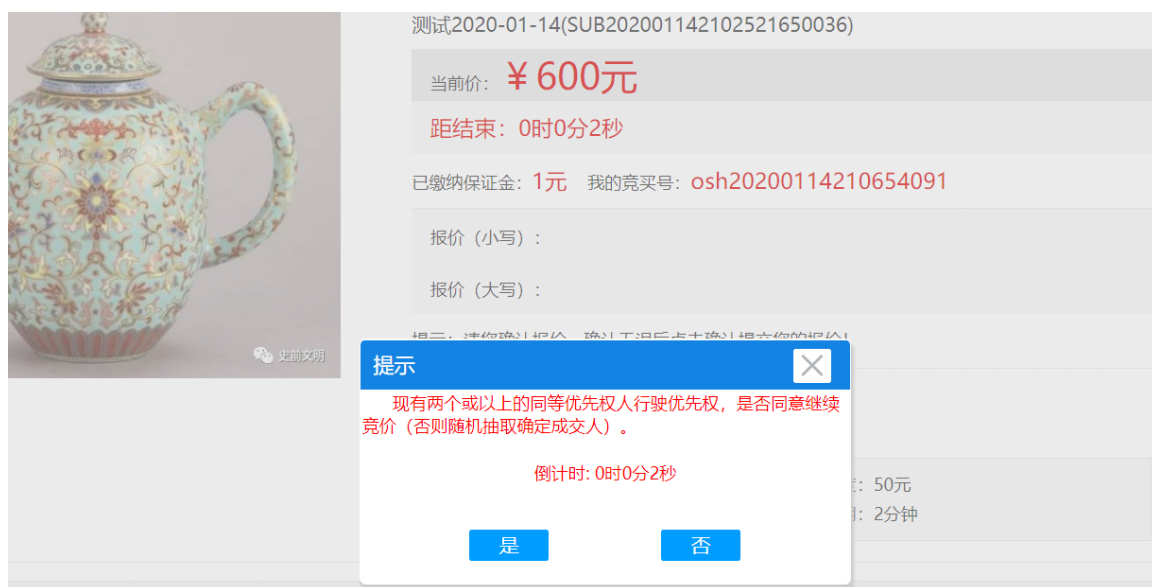 测试2020-01-14(SUB202001142102521650036)
当前价：￥600元
距结束：0时0分2秒
已缴纳保证金：1元 我的竞买号：osh20200114210654091
报价（小写）：
报价（大写）：
史前文明
提示
现有两个或以上的同等优先权人行驶优先权，是否同意继续
竞价（否则随机抽取确定成交人）。
倒计时: 0时0分2秒
：50元
：2分钟
是
否